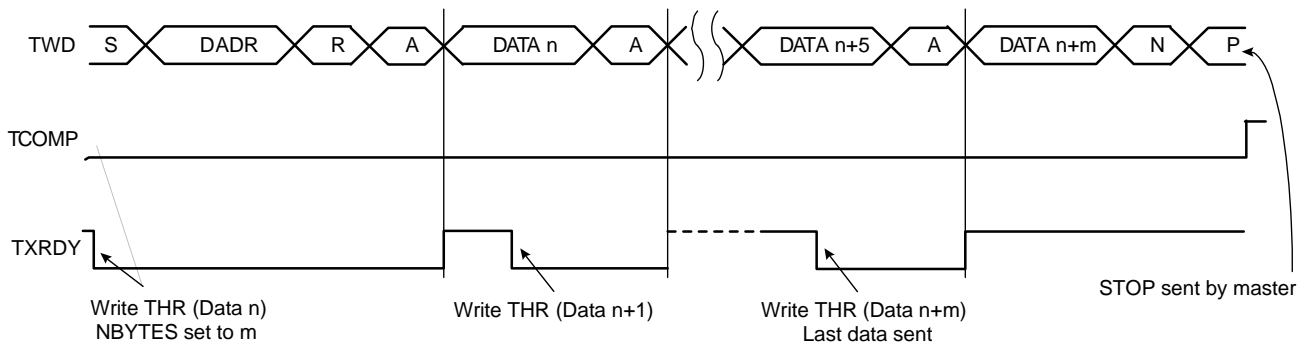 TWD S DADR R A DATA n A DATA n+5 A DATA n+m N P
TCOMP
TXRDY
Write THR (Data n)
NBYTES set to m
Write THR (Data n+1)
Write THR (Data n+m)
Last data sent
STOP sent by master